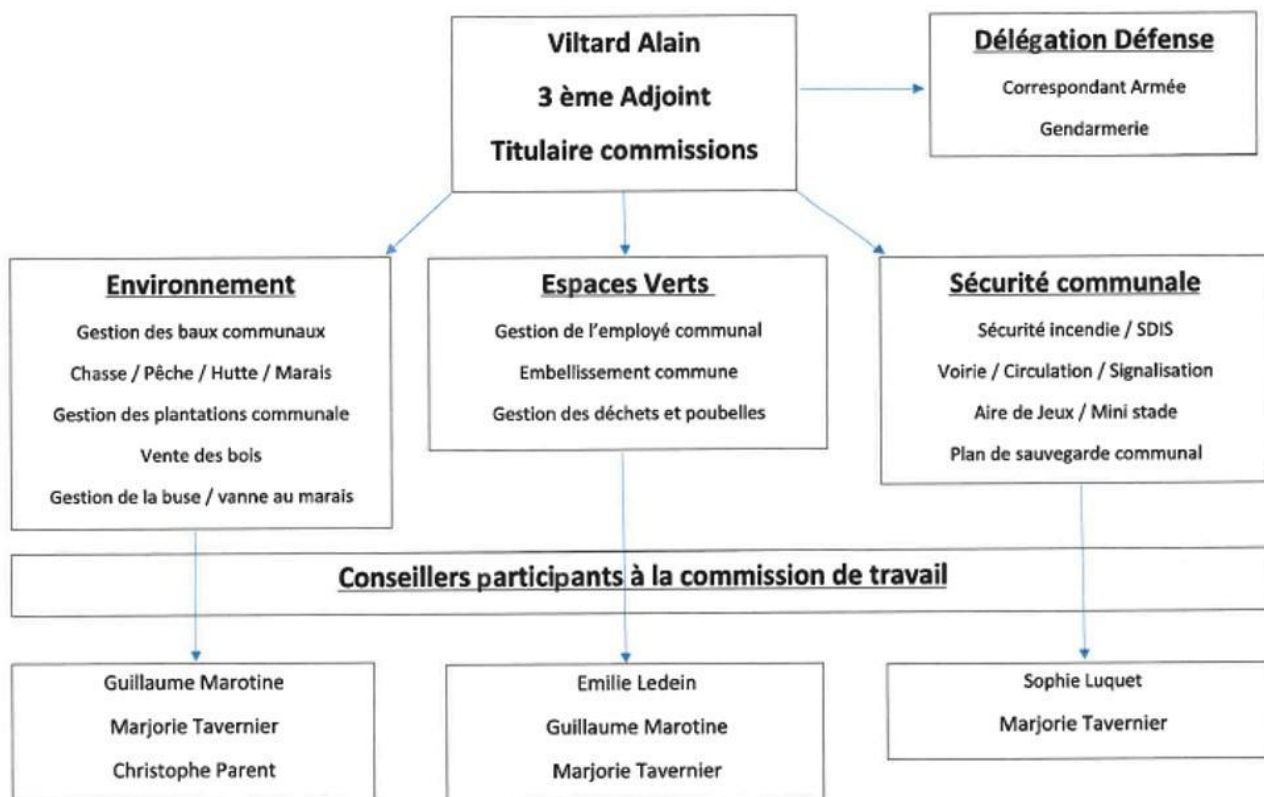 Viltard Alain
3 ème Adjoint
Titulaire commissions
Délégation Défense
Correspondant Armée
Gendarmerie
Environnement
Gestion des baux communaux
Chasse / Pêche / Hutte / Marais
Gestion des plantations communale
Vente des bois
Gestion de la buse / vanne au marais
Espaces Verts
Gestion de l'employé communal
Embellissement commune
Gestion des déchets et poubelles
Sécurité communale
Sécurité incendie / SDIS
Voirie / Circulation / Signalisation
Aire de Jeux / Mini stade
Plan de sauvegarde communal
Conseillers participants à la commission de travail
Guillaume Marotine
Marjorie Tavernier
Christophe Parent
Emilie Ledein
Guillaume Marotine
Marjorie Tavernier
Sophie Luquet
Marjorie Tavernier